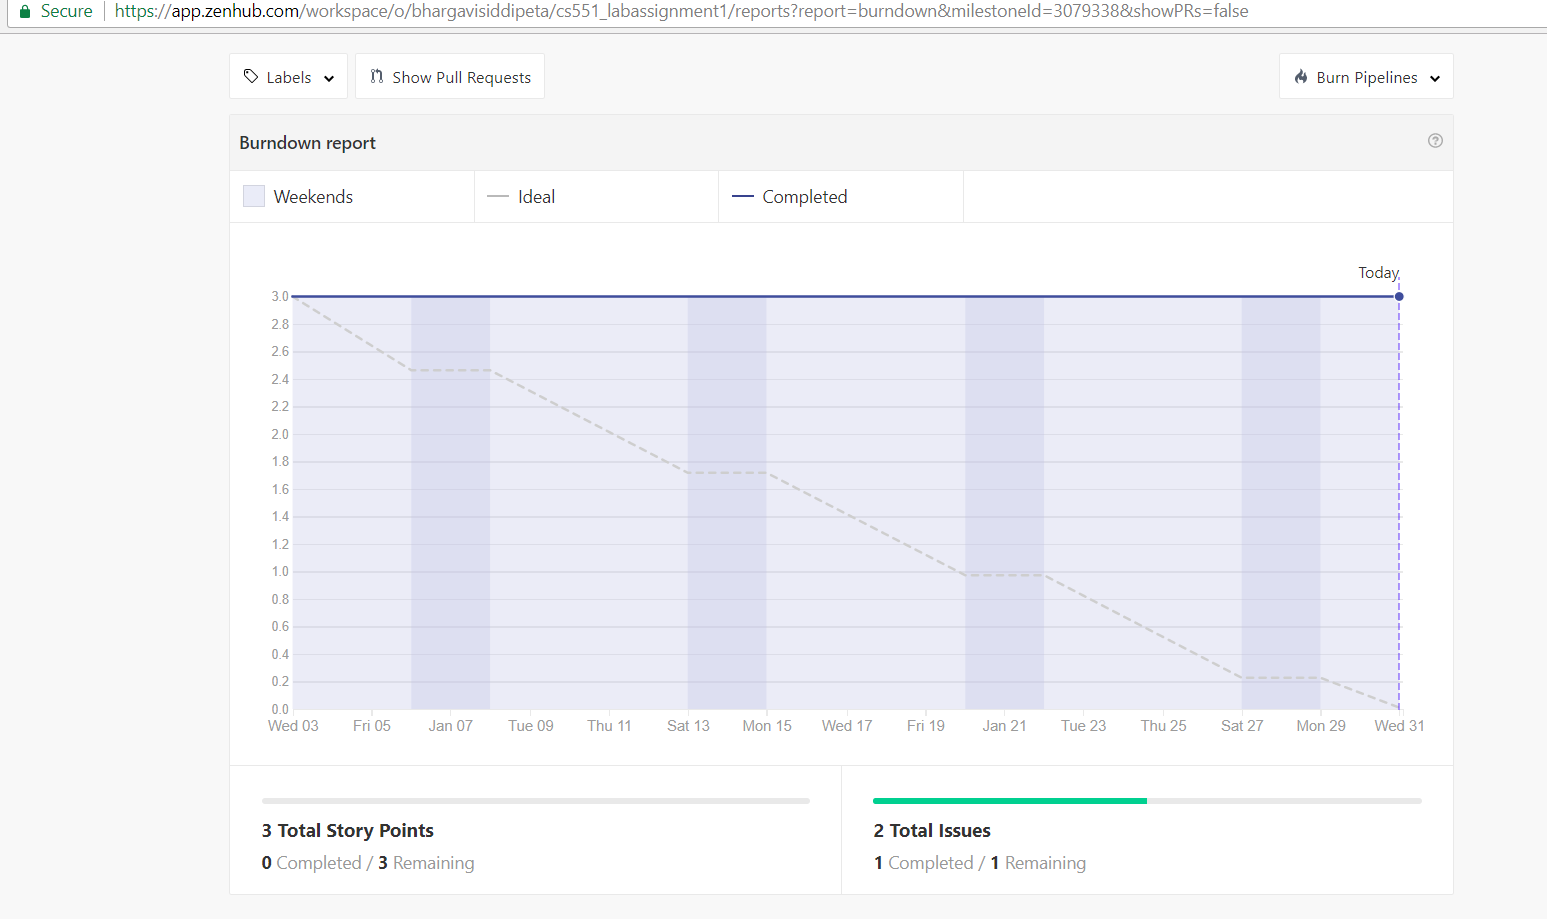 Secure https://app.zenhub.com/workspace/o/bhargavisiddipeta/cs551_labassignment1/reports?report=burndown&milestoneId=3079338&showPRs=false
Labels Show Pull Requests Burn Pipelines
Burndown report
Weekends Ideal Completed
Today
3.0
2.8
2.6
2.4
2.2
2.0
1.8
1.6
1.4
1.2
1.0
0.8
0.6
0.4
0.2
0.0
Wed 03 Fri 05 Jan 07 Tue 09 Thu 11 Sat 13 Mon 15 Wed 17 Fri 19 Jan 21 Tue 23 Thu 25 Sat 27 Mon 29 Wed 31
3 Total Story Points
0 Completed / 3 Remaining
2 Total Issues
1 Completed / 1 Remaining